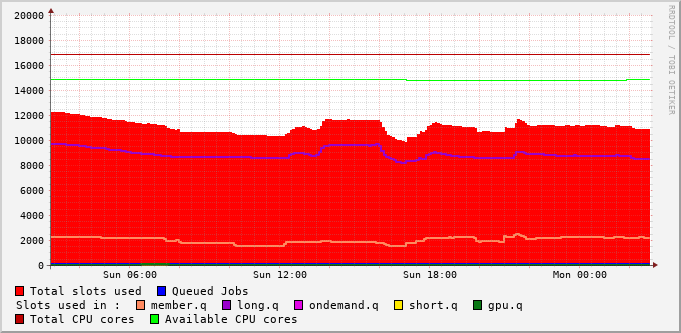 20000
18000
16000
14000
12000
10000
8000
6000
4000
2000
0
Sun 06:00 Sun 12:00 Sun 18:00 Mon 00:00
Total slots used Queued Jobs
Slots used in : member.q long.q ondemand.q short.q gpu.q
Total CPU cores Available CPU cores
RRDTOOL / TOBI OETIKER